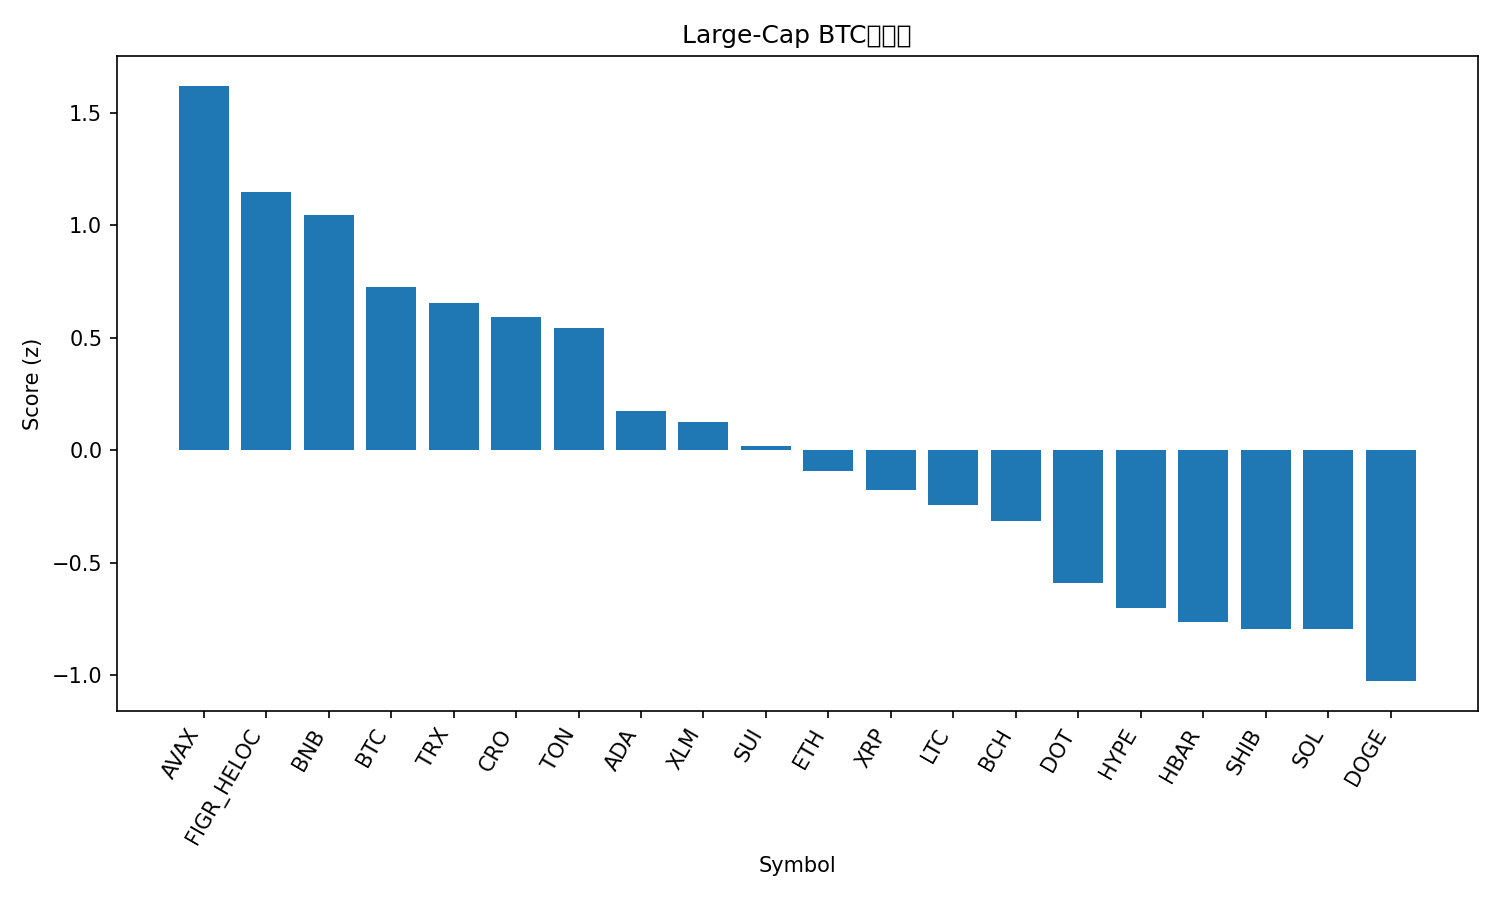 Large-Cap BTC
Score (z)
1.5
1.0
0.5
0.0
−0.5
−1.0
AVAX
FIGR_HELOC
BNB
BTC
TRX
CRO
TON
ADA
XLM
SUI
ETH
XRP
LTC
BCH
DOT
HYPE
HBAR
SHIB
SOL
DOGE
Symbol